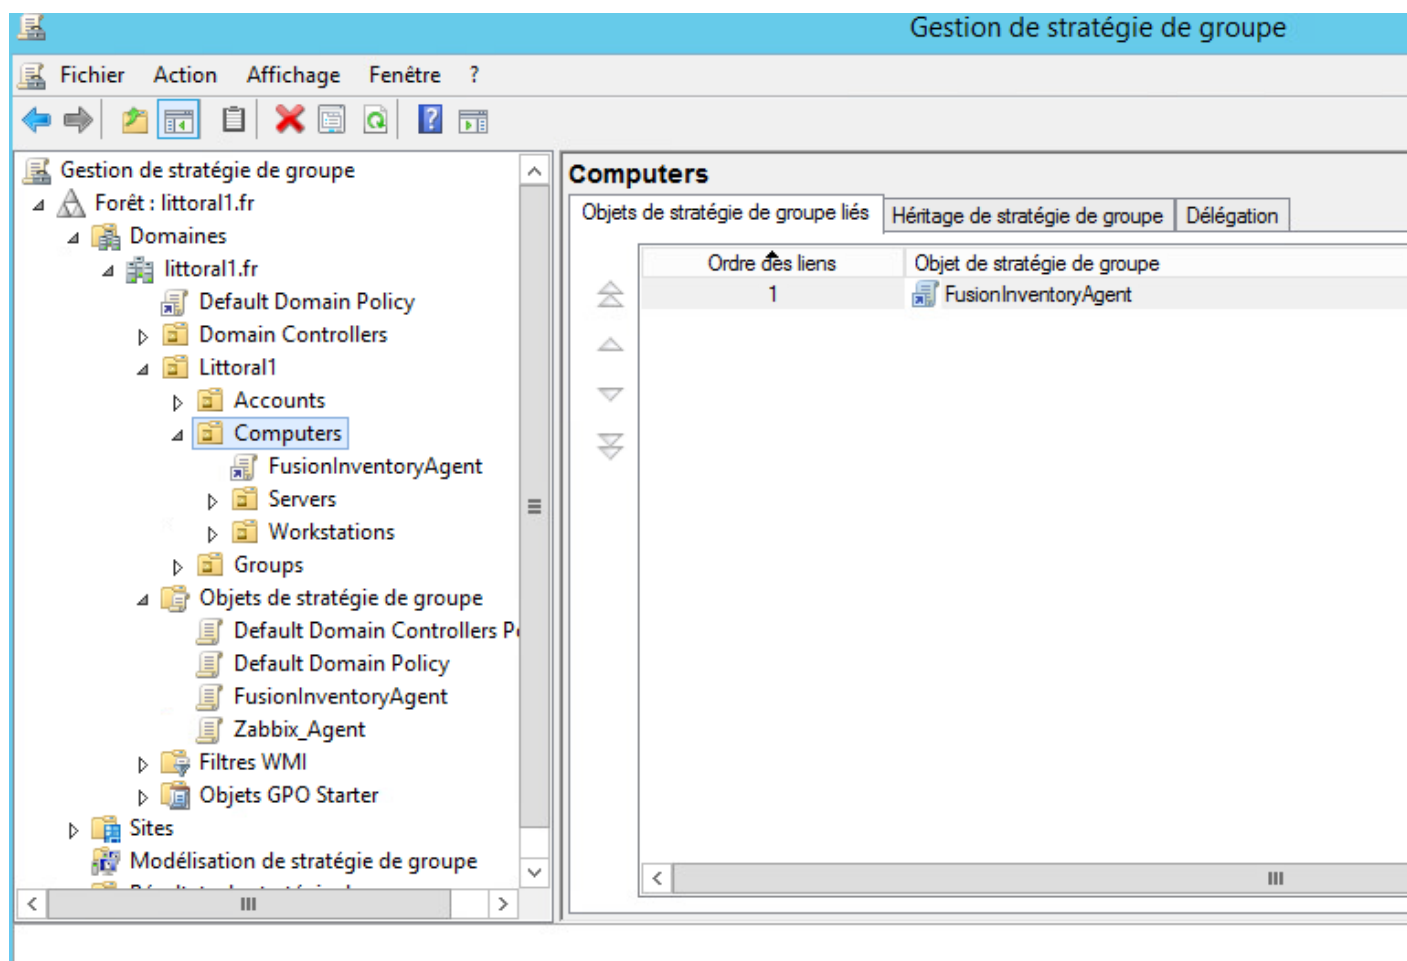 Gestion de stratégie de groupe
Fichier Action Affichage Fenêtre ?
Gestion de stratégie de groupe
Forêt : littoral1.fr
Domaines
littoral1.fr
Default Domain Policy
Domain Controllers
Littoral1
Accounts
Computers
FusionInventoryAgent
Servers
Workstations
Groups
Objets de stratégie de groupe
Default Domain Controllers P
Default Domain Policy
FusionInventoryAgent
Zabbix_Agent
Filtres WMI
Objets GPO Starter
Sites
Modélisation de stratégie de groupe
Computers
Objets de stratégie de groupe liés Héritage de stratégie de groupe Délégation
Ordre des liens Objet de stratégie de groupe
1 FusionInventoryAgent